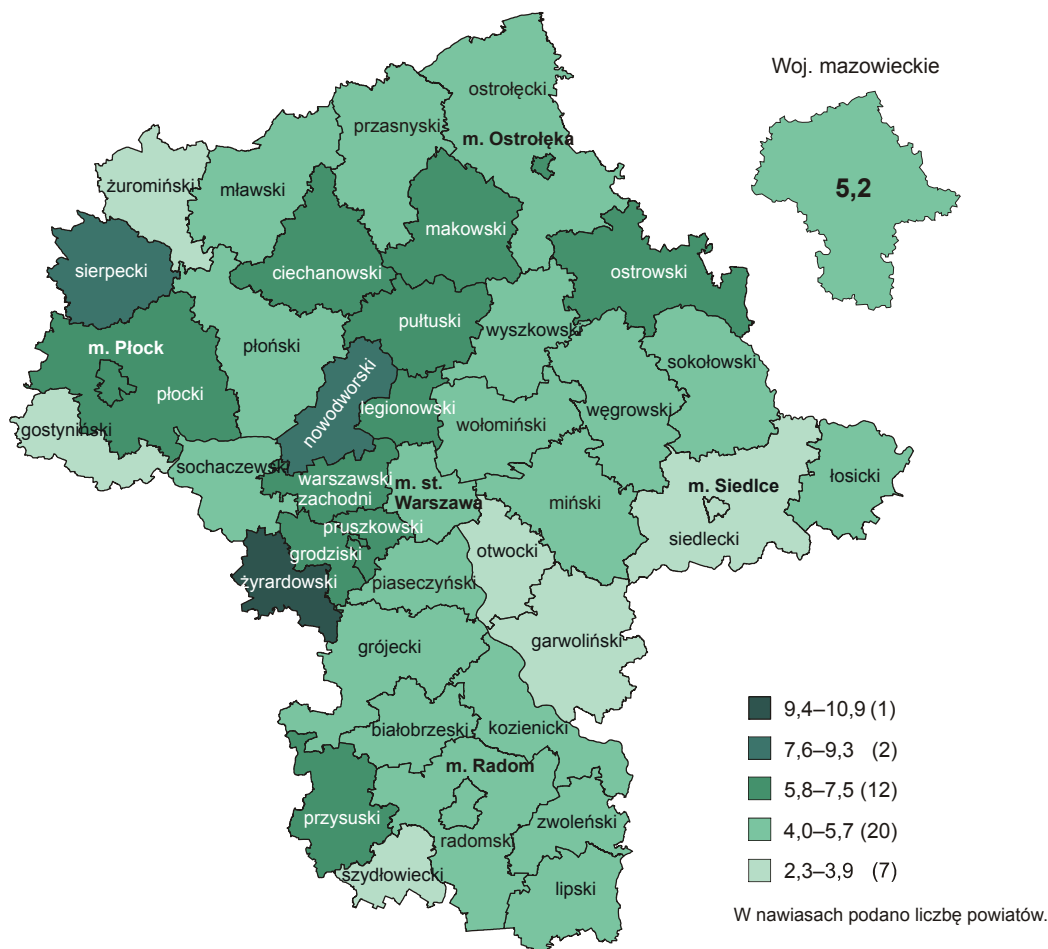 Woj. mazowieckie
5,2
ostrołęcki
przasnyski
m. Ostrołęka
żuromiński
mławski
makowski
sierpecki
ciechanowski
ostrowski
pułtuski
wyszkowski
m. Płock
płoński
sokołowski
płocki
nowodworski
legionowski
węgrowski
gostyniński
wołomiński
sochaczewski
warszawski
zachodni
m. st.
Warszawa
m. Siedlce
łosicki
miński
pruszkowski
siedlecki
otwocki
grodziski
żyrardowski
piaseczyński
garwoliński
grójecki
białobrzeski
kozienicki
m. Radom
przysuski
zwoleński
radomski
szydłowiecki
lipski
9,4–10,9 (1)
7,6–9,3 (2)
5,8–7,5 (12)
4,0–5,7 (20)
2,3–3,9 (7)
W nawiasach podano liczbę powiatów.